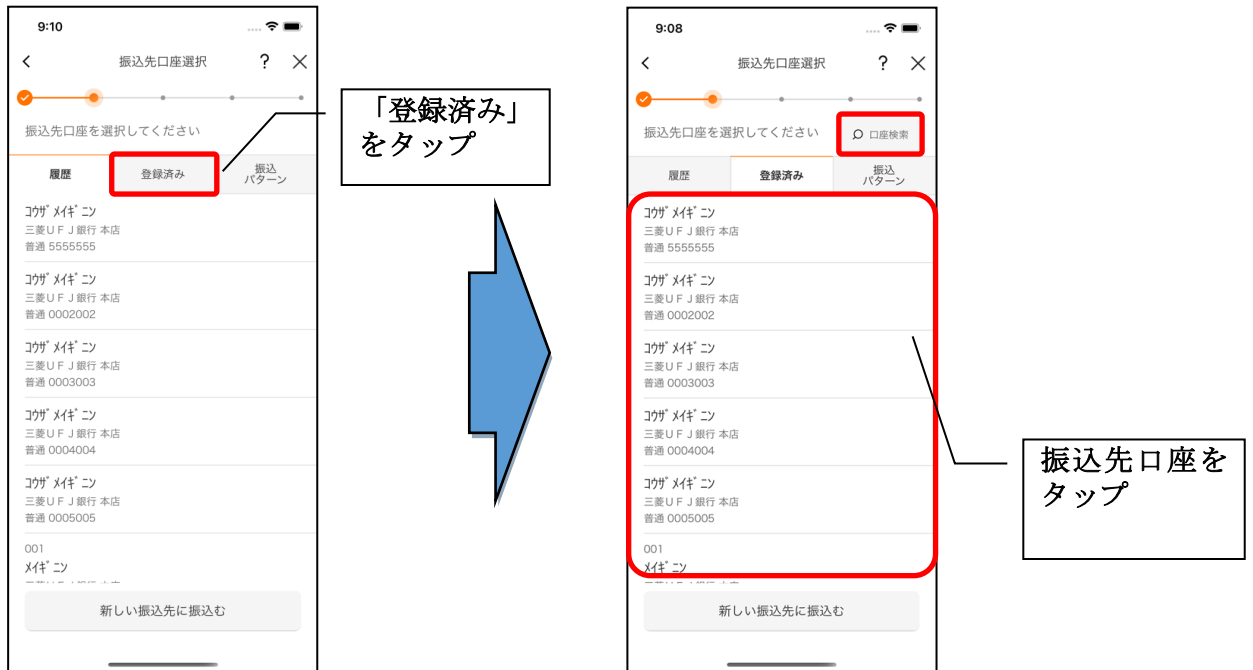 9:10
振込先口座選択
?
振込先口座を選択してください
履歴
登録済み
振込
パターン
コウザ メイギニン
三菱UFJ銀行 本店
普通 5555555
コウザ メイギニン
三菱UFJ銀行 本店
普通 0002002
コウザ メイギニン
三菱UFJ銀行 本店
普通 0003003
コウザ メイギニン
三菱UFJ銀行 本店
普通 0004004
コウザ メイギニン
三菱UFJ銀行 本店
普通 0005005
001
メイギニン
新しい振込先に振込む
「登録済み」
をタップ
9:08
振込先口座選択
?
振込先口座を選択してください
口座検索
履歴
登録済み
振込
パターン
コウザ メイギニン
三菱UFJ銀行 本店
普通 5555555
コウザ メイギニン
三菱UFJ銀行 本店
普通 0002002
コウザ メイギニン
三菱UFJ銀行 本店
普通 0003003
コウザ メイギニン
三菱UFJ銀行 本店
普通 0004004
コウザ メイギニン
三菱UFJ銀行 本店
普通 0005005
001
メイギニン
新しい振込先に振込む
振込先口座を
タップ